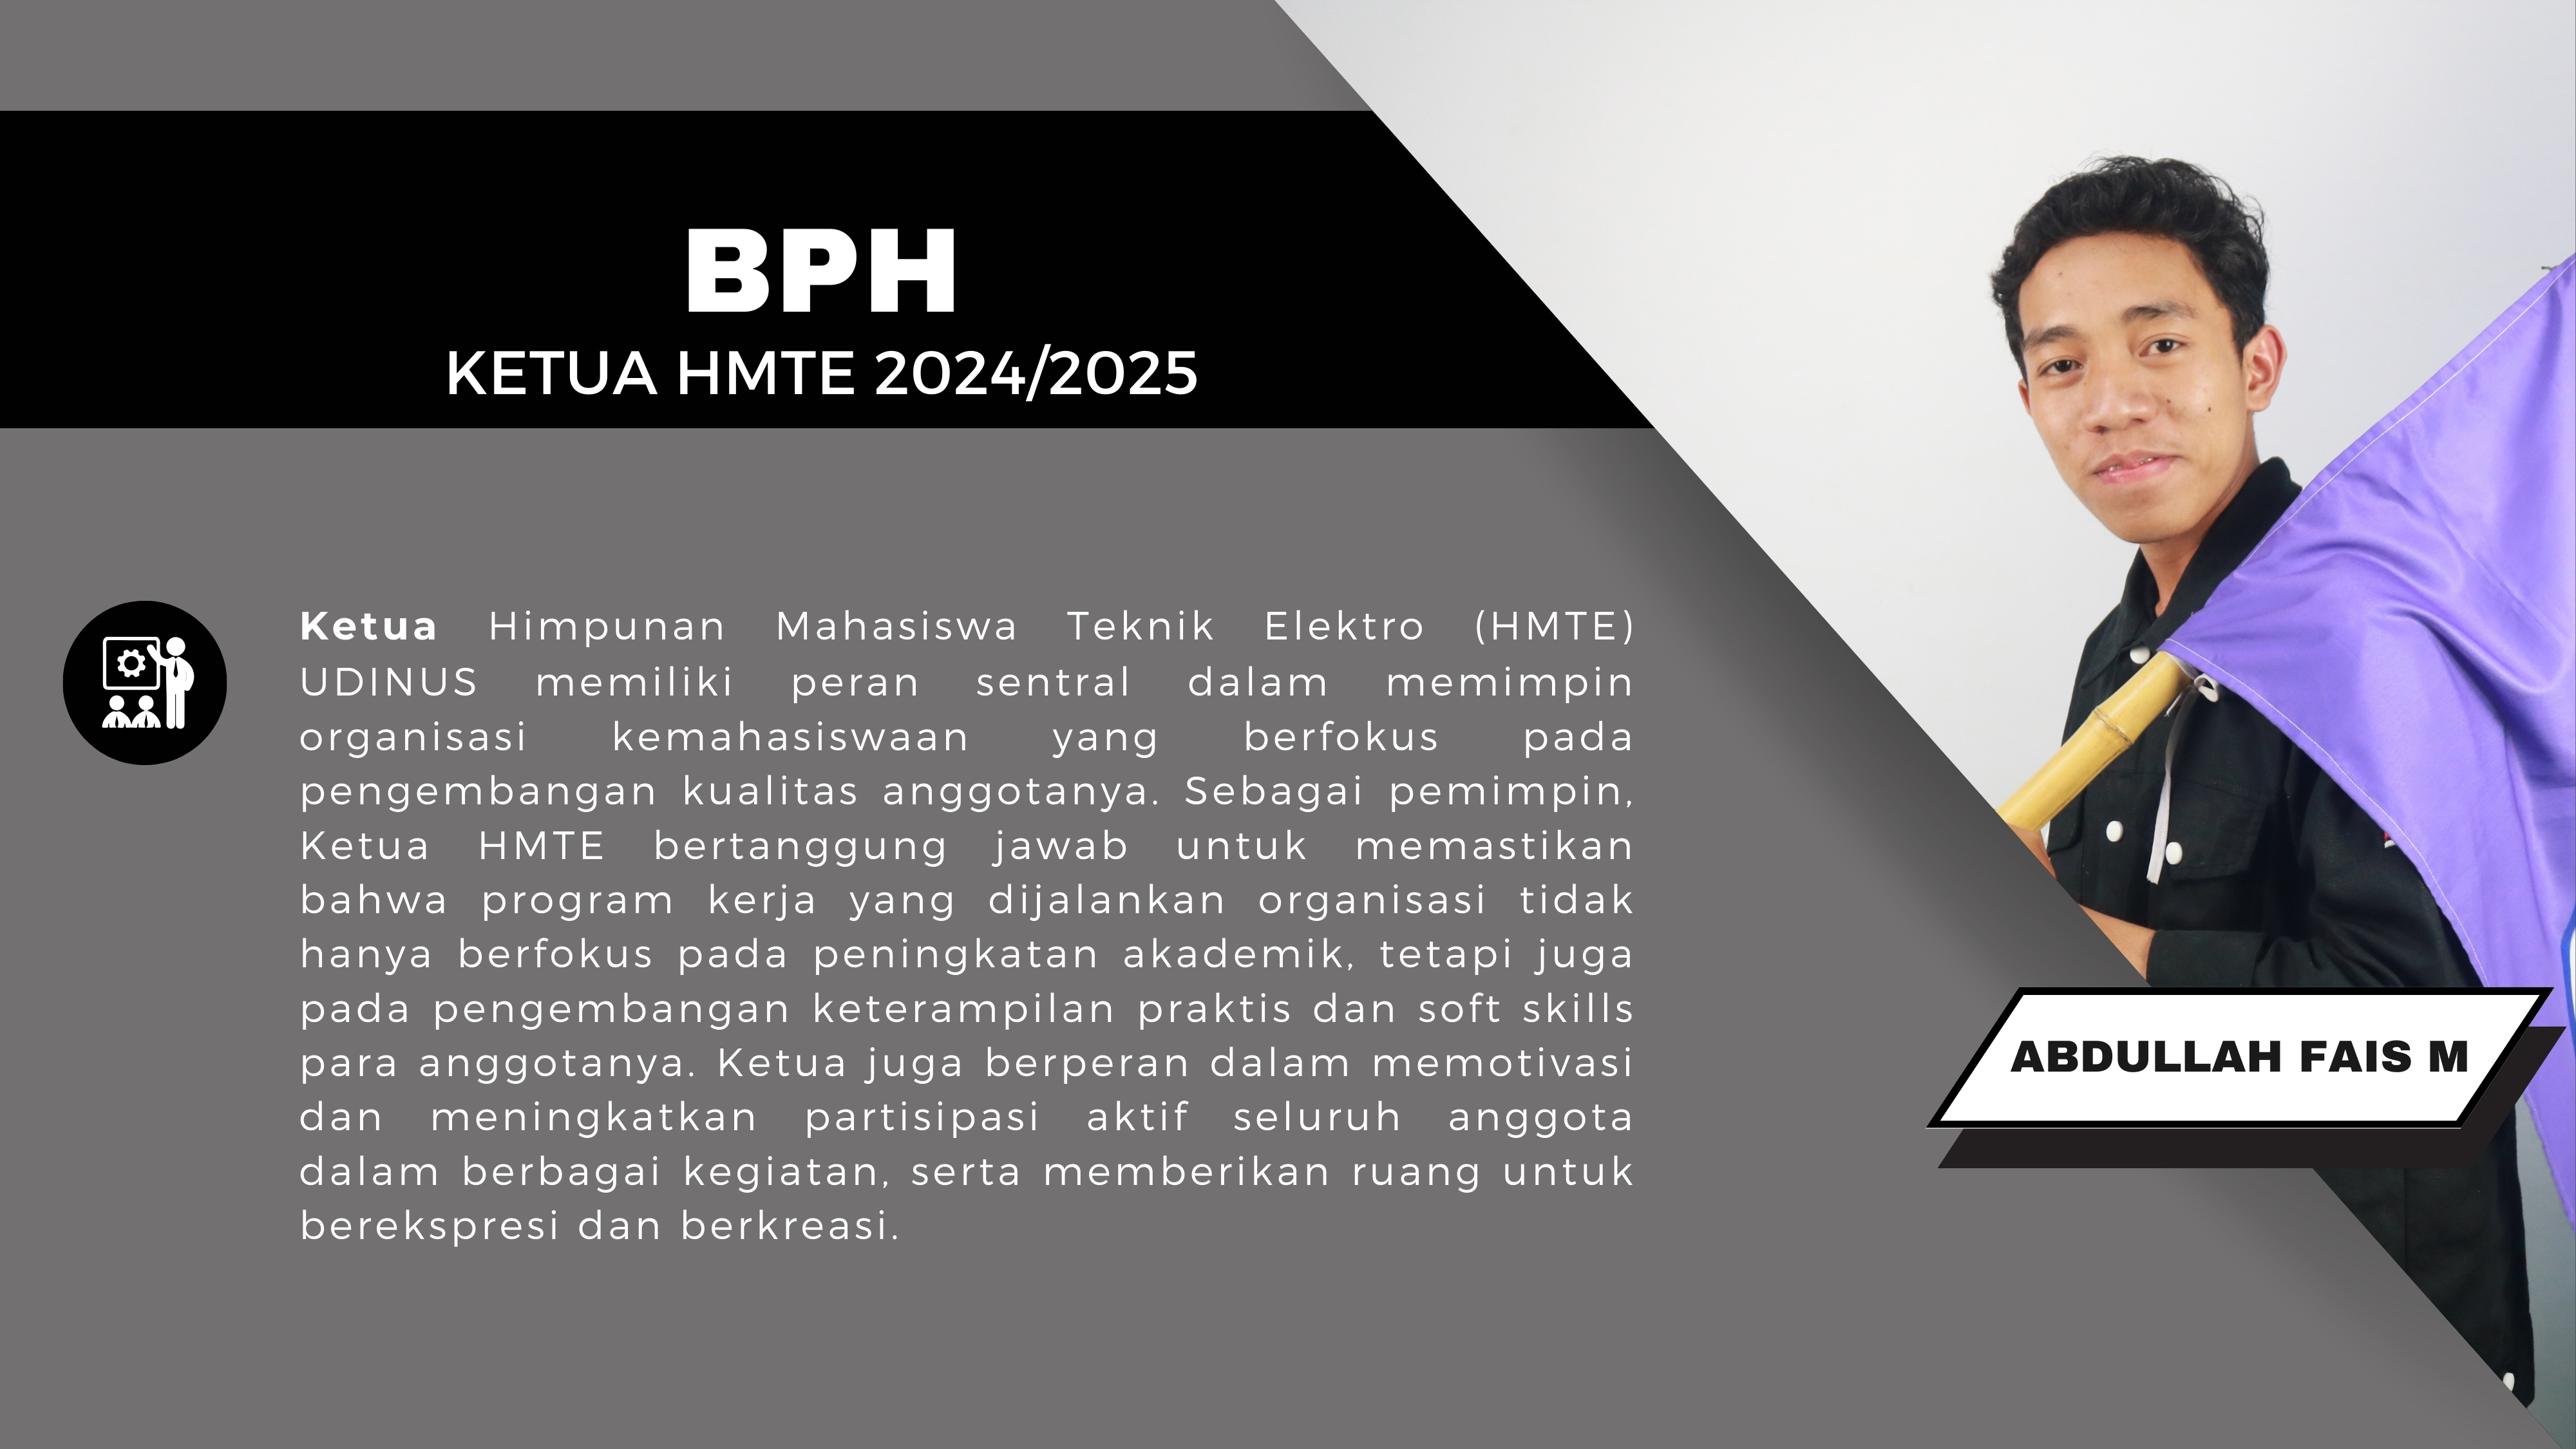 BPH
KETUA HMTE 2024/2025
Ketua Himpunan Mahasiswa Teknik Elektro (HMTE)
UDINUS memiliki peran sentral dalam memimpin
organisasi kemahasiswaan yang berfokus pada
pengembangan kualitas anggotanya. Sebagai pemimpin,
Ketua HMTE bertanggung jawab untuk memastikan
bahwa program kerja yang dijalankan organisasi tidak
hanya berfokus pada peningkatan akademik, tetapi juga
pada pengembangan keterampilan praktis dan soft skills
para anggotanya. Ketua juga berperan dalam memotivasi
dan meningkatkan partisipasi aktif seluruh anggota
dalam berbagai kegiatan, serta memberikan ruang untuk
berekspresi dan berkreasi.
ABDULLAH FAIS M